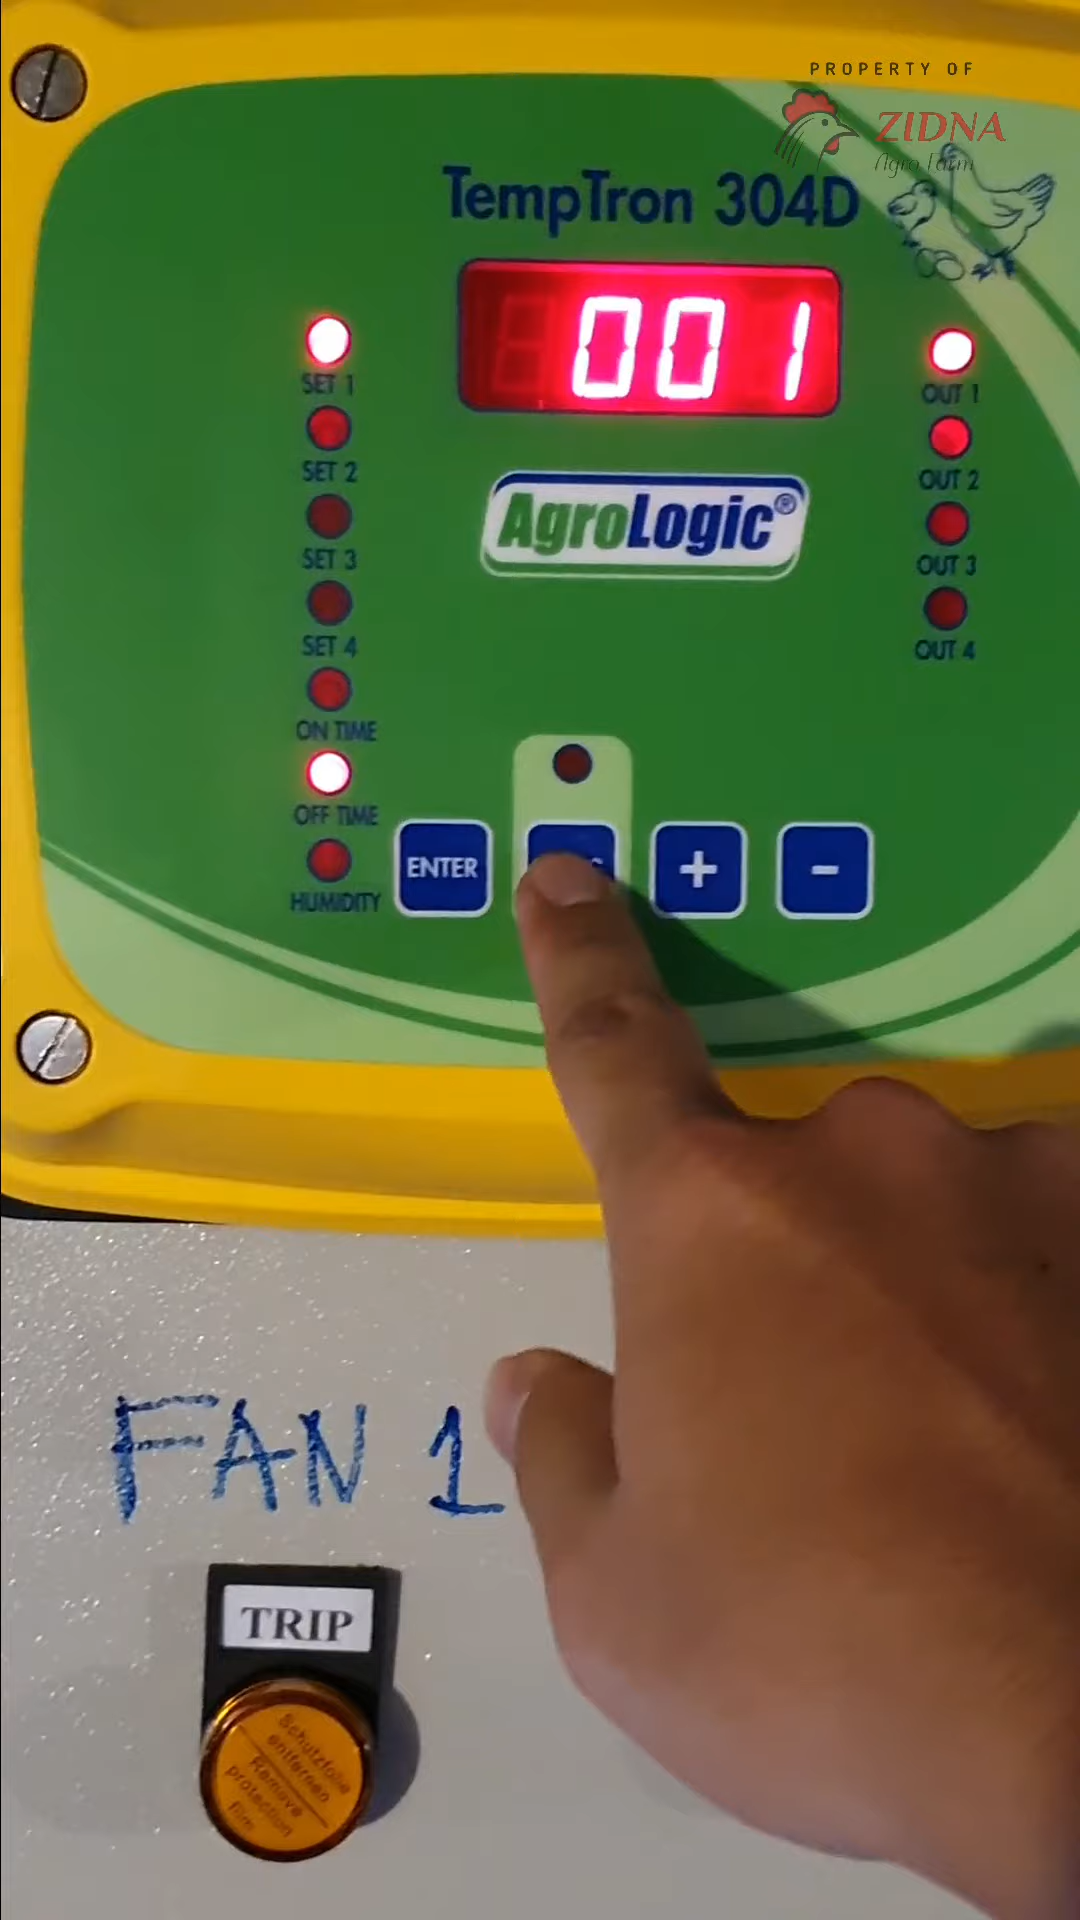 PROPERTY OF
ZIDNA
Agro Farm
TempTron 304D
001
SET 1
OUT 1
SET 2
OUT 2
AgroLogic®
SET 3
OUT 3
SET 4
OUT 4
ON TIME
OFF TIME
ENTER
+
-
HUMIDITY
FAN 1
TRIP
Schutzfolie
entfernen
Remove
protection
film